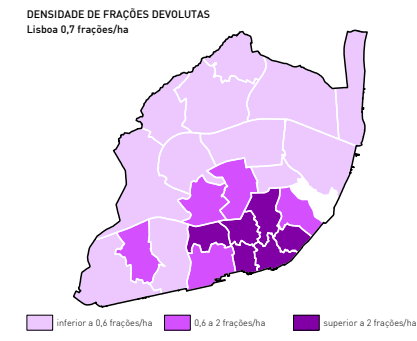 DENSIDADE DE FRAÇÕES DEVOLUTAS
Lisboa 0,7 frações/ha
inferior a 0,6 frações/ha
0,6 a 2 frações/ha
superior a 2 frações/ha